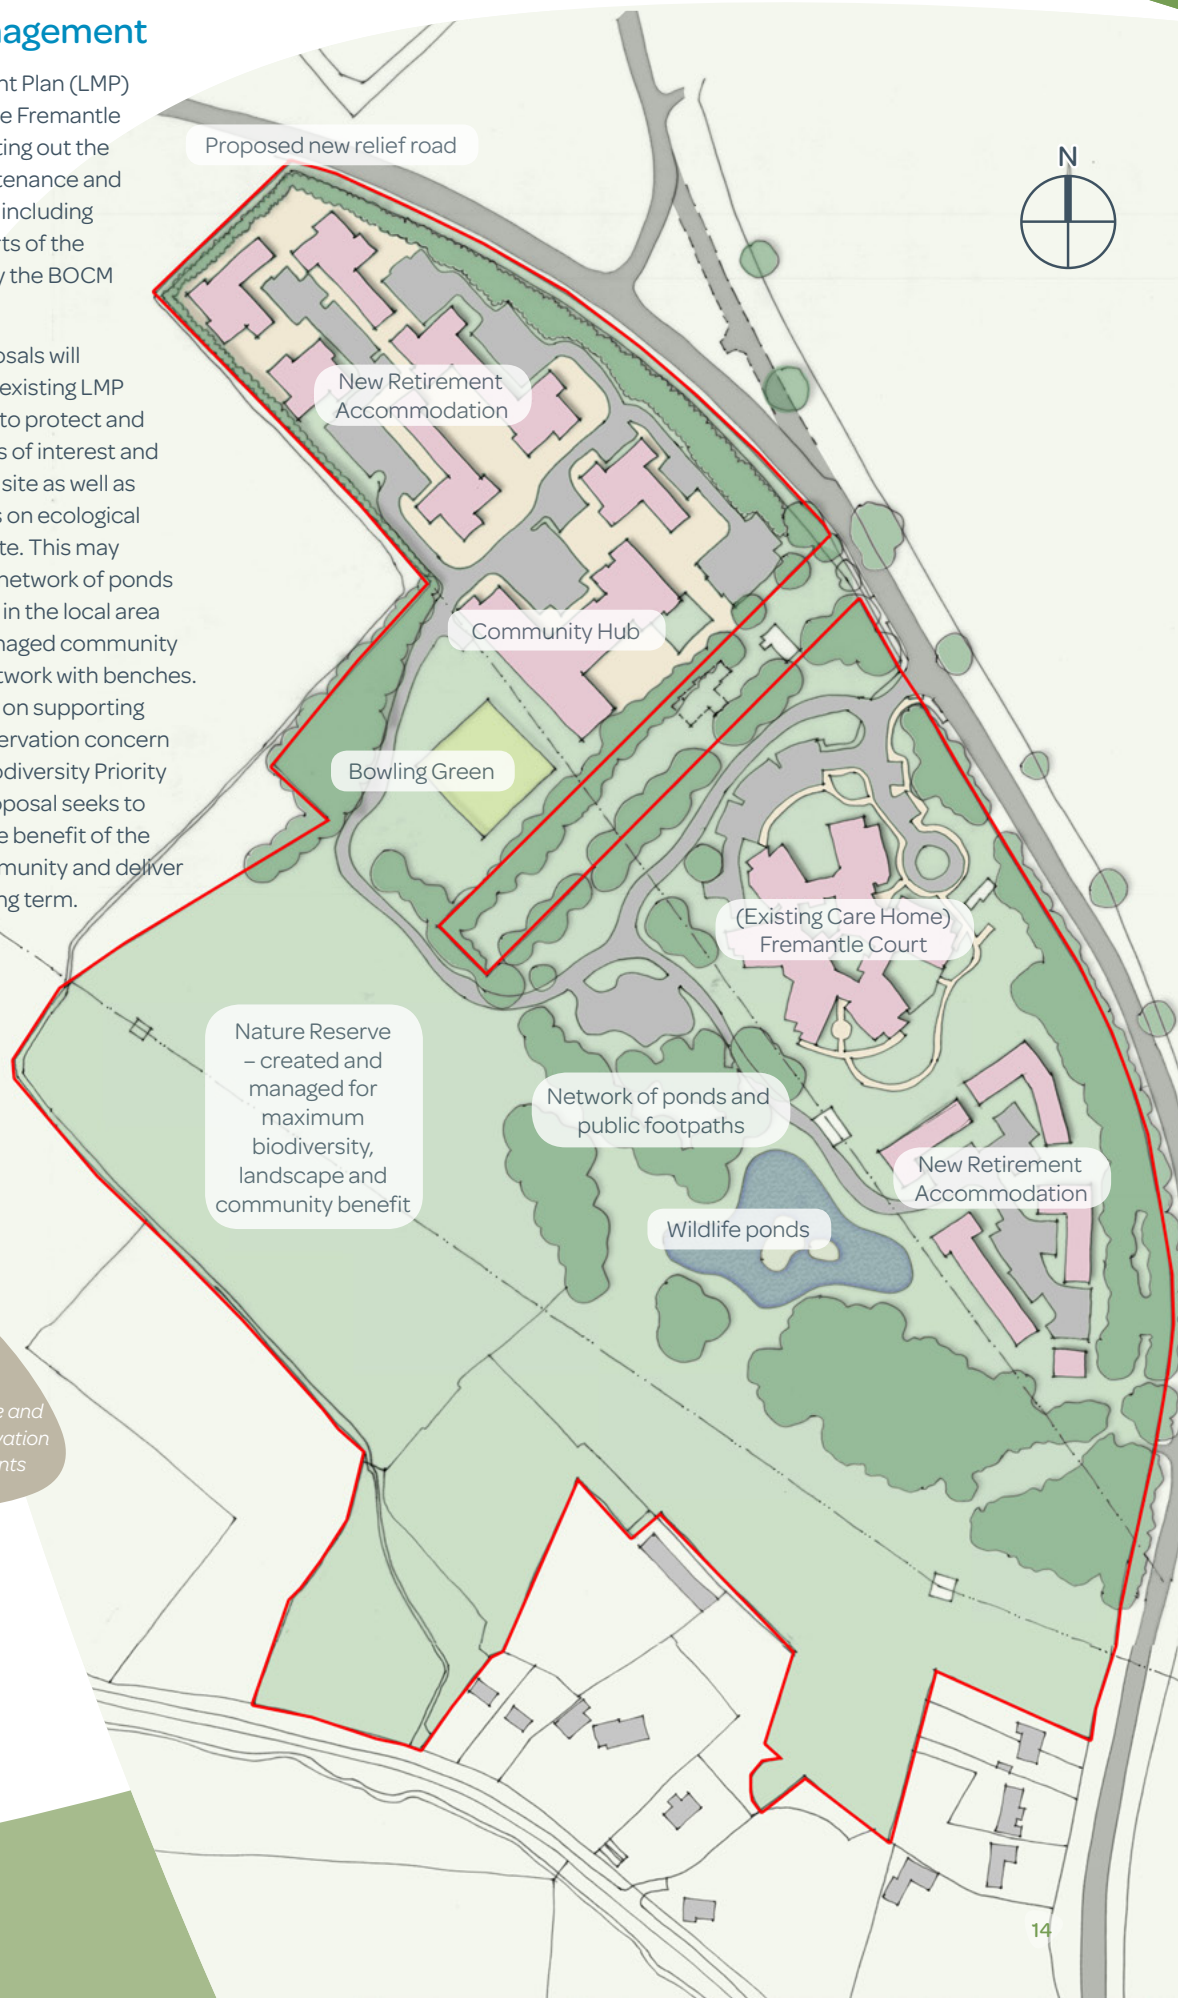 agement
nt Plan (LMP)
e Fremantle
ting out the
tenance and
including
rts of the
y the BOCM
osals will
existing LMP
to protect and
s of interest and
site as well as
s on ecological
te. This may
network of ponds
in the local area
naged community
twork with benches.
on supporting
ervation concern
odiversity Priority
oposal seeks to
e benefit of the
munity and deliver
ng term.
e and
vation
nts
Proposed new relief road
N
New Retirement
Accommodation
Community Hub
Bowling Green
(Existing Care Home)
Fremantle Court
Nature Reserve
– created and
managed for
maximum
biodiversity,
landscape and
community benefit
Network of ponds and
public footpaths
New Retirement
Accommodation
Wildlife ponds
14